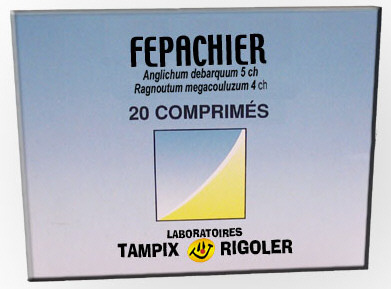 FEPACHIER
Anglichum debarquum 5 ch
Ragnoutum megacouluzum 4 ch
20 COMPRIMÉS
LABORATOIRES
TAMPIX RIGOLER